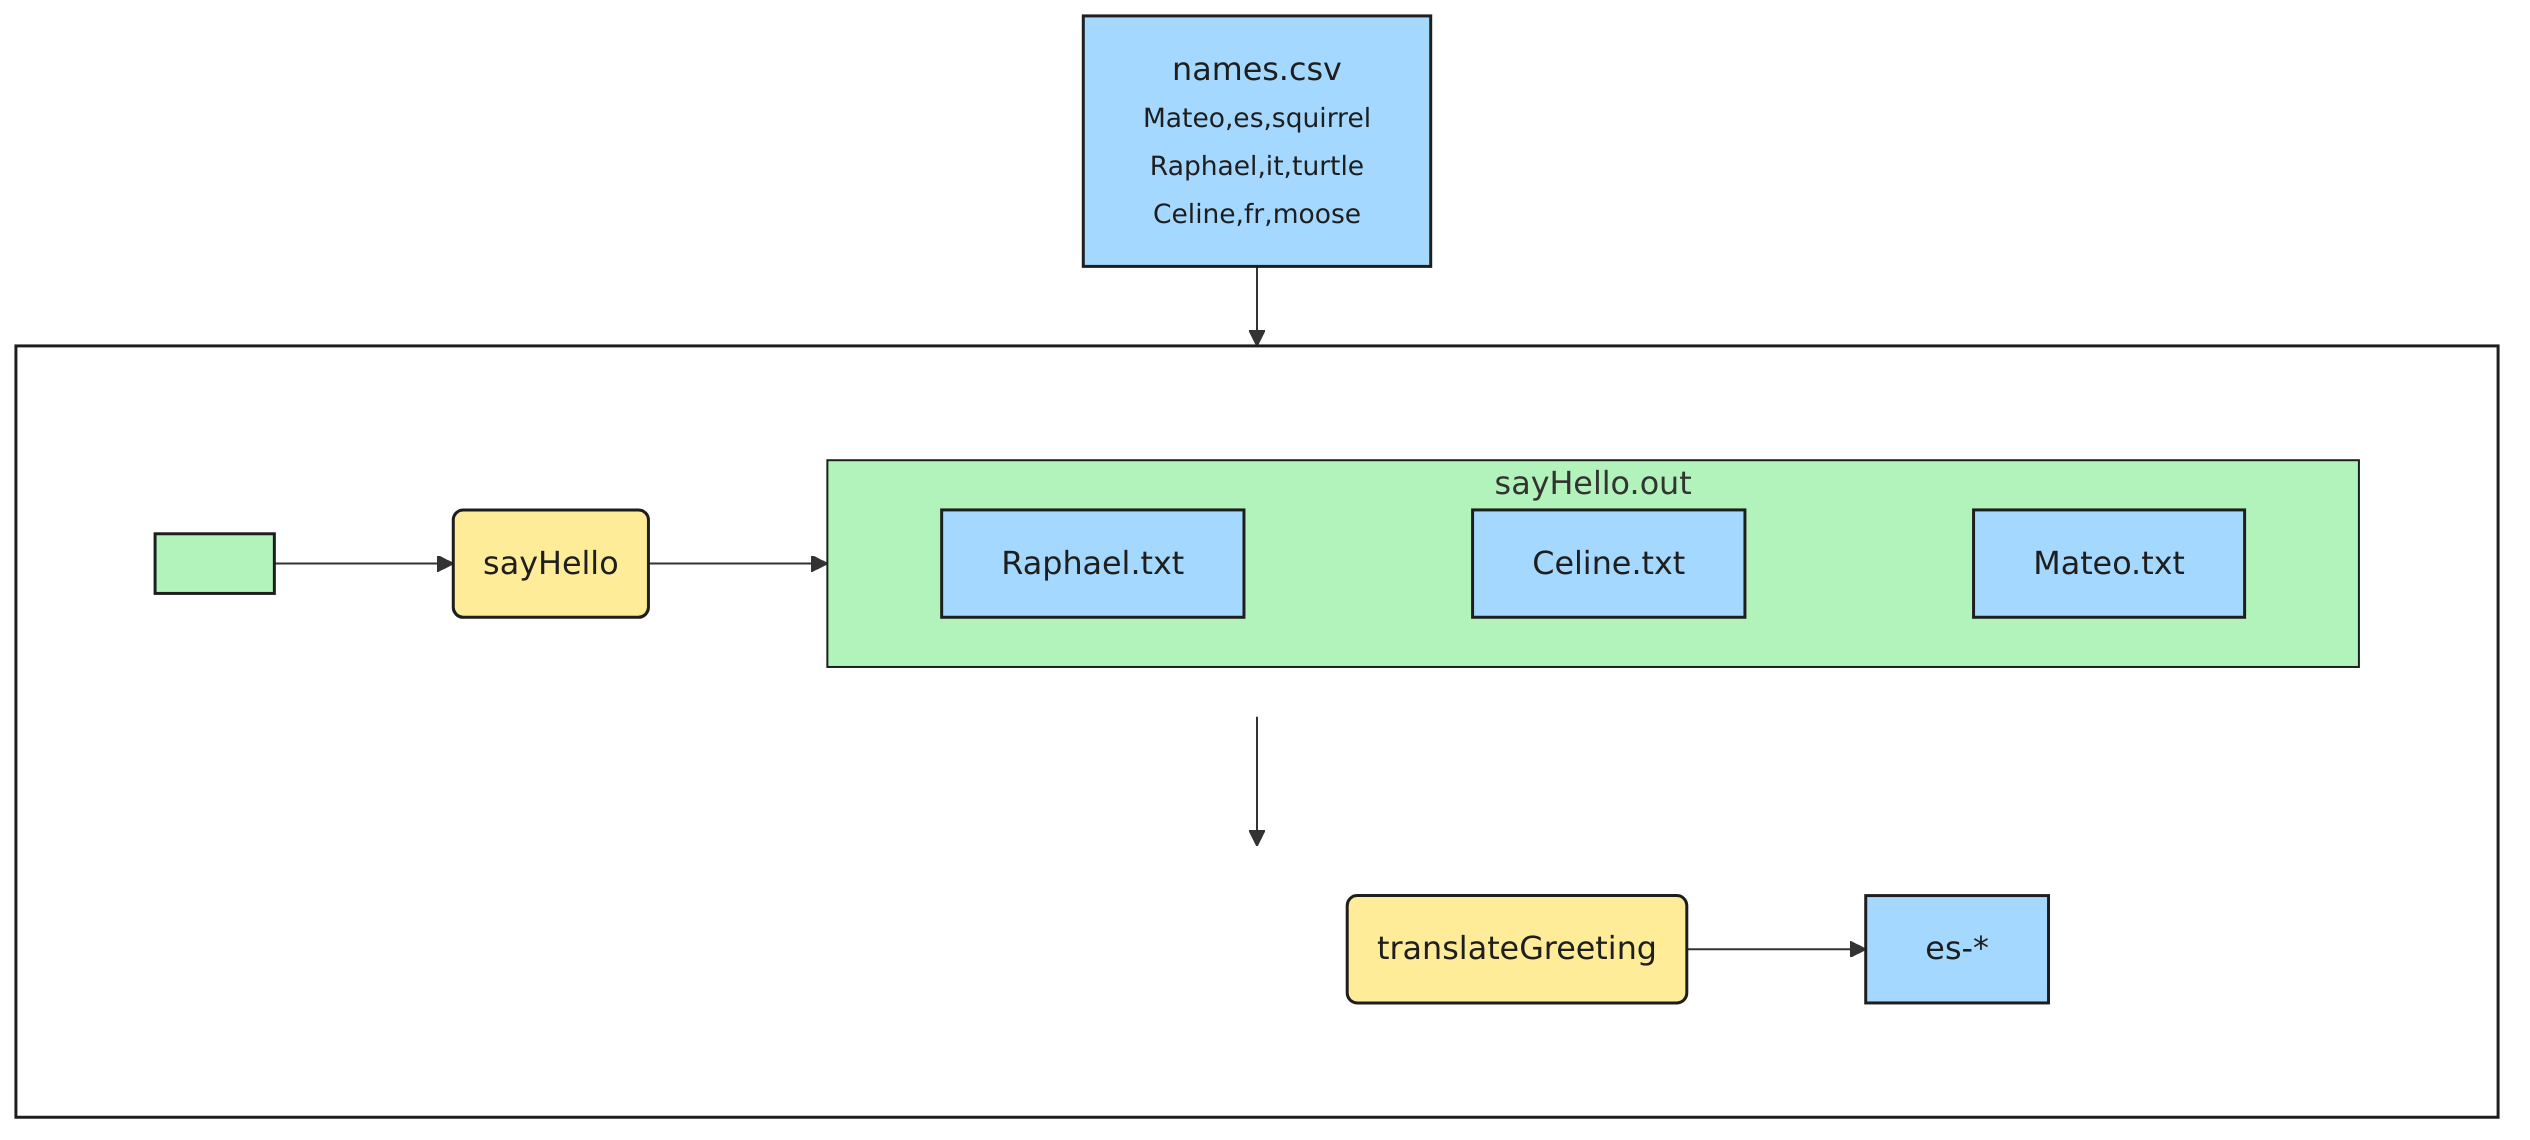 names.csv
Mateo,es,squirrel
Raphael,it,turtle
Celine,fr,moose
sayHello.out
sayHello
Raphael.txt
Celine.txt
Mateo.txt
translateGreeting
es-*